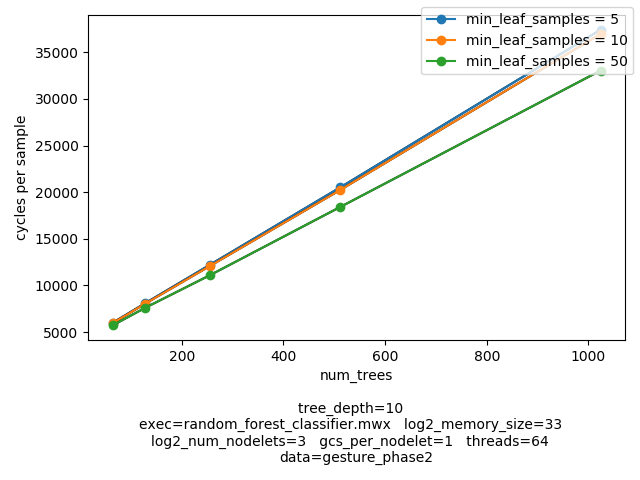 min_leaf_samples = 5
min_leaf_samples = 10
min_leaf_samples = 50
35000
30000
25000
20000
15000
10000
5000
cycles per sample
200 400 600 800 1000
num_trees
tree_depth=10
exec=random_forest_classifier.mwx log2_memory_size=33
log2_num_nodelets=3 gcs_per_nodelet=1 threads=64
data=gesture_phase2